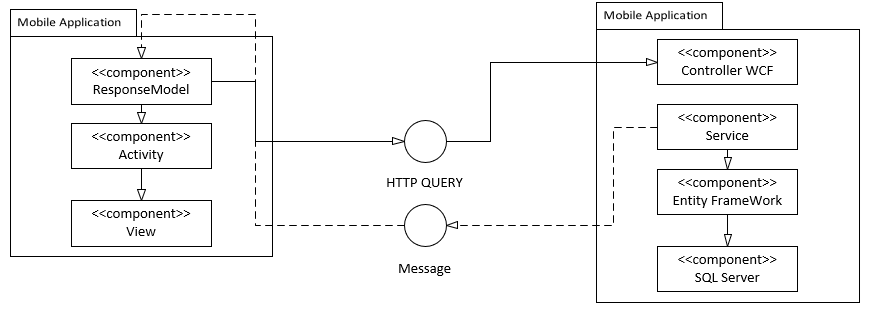 Mobile Application
<<component>>
ResponseModel
<<component>>
Activity
<<component>>
View
HTTP QUERY
Message
Mobile Application
<<component>>
Controller WCF
<<component>>
Service
<<component>>
Entity FrameWork
<<component>>
SQL Server